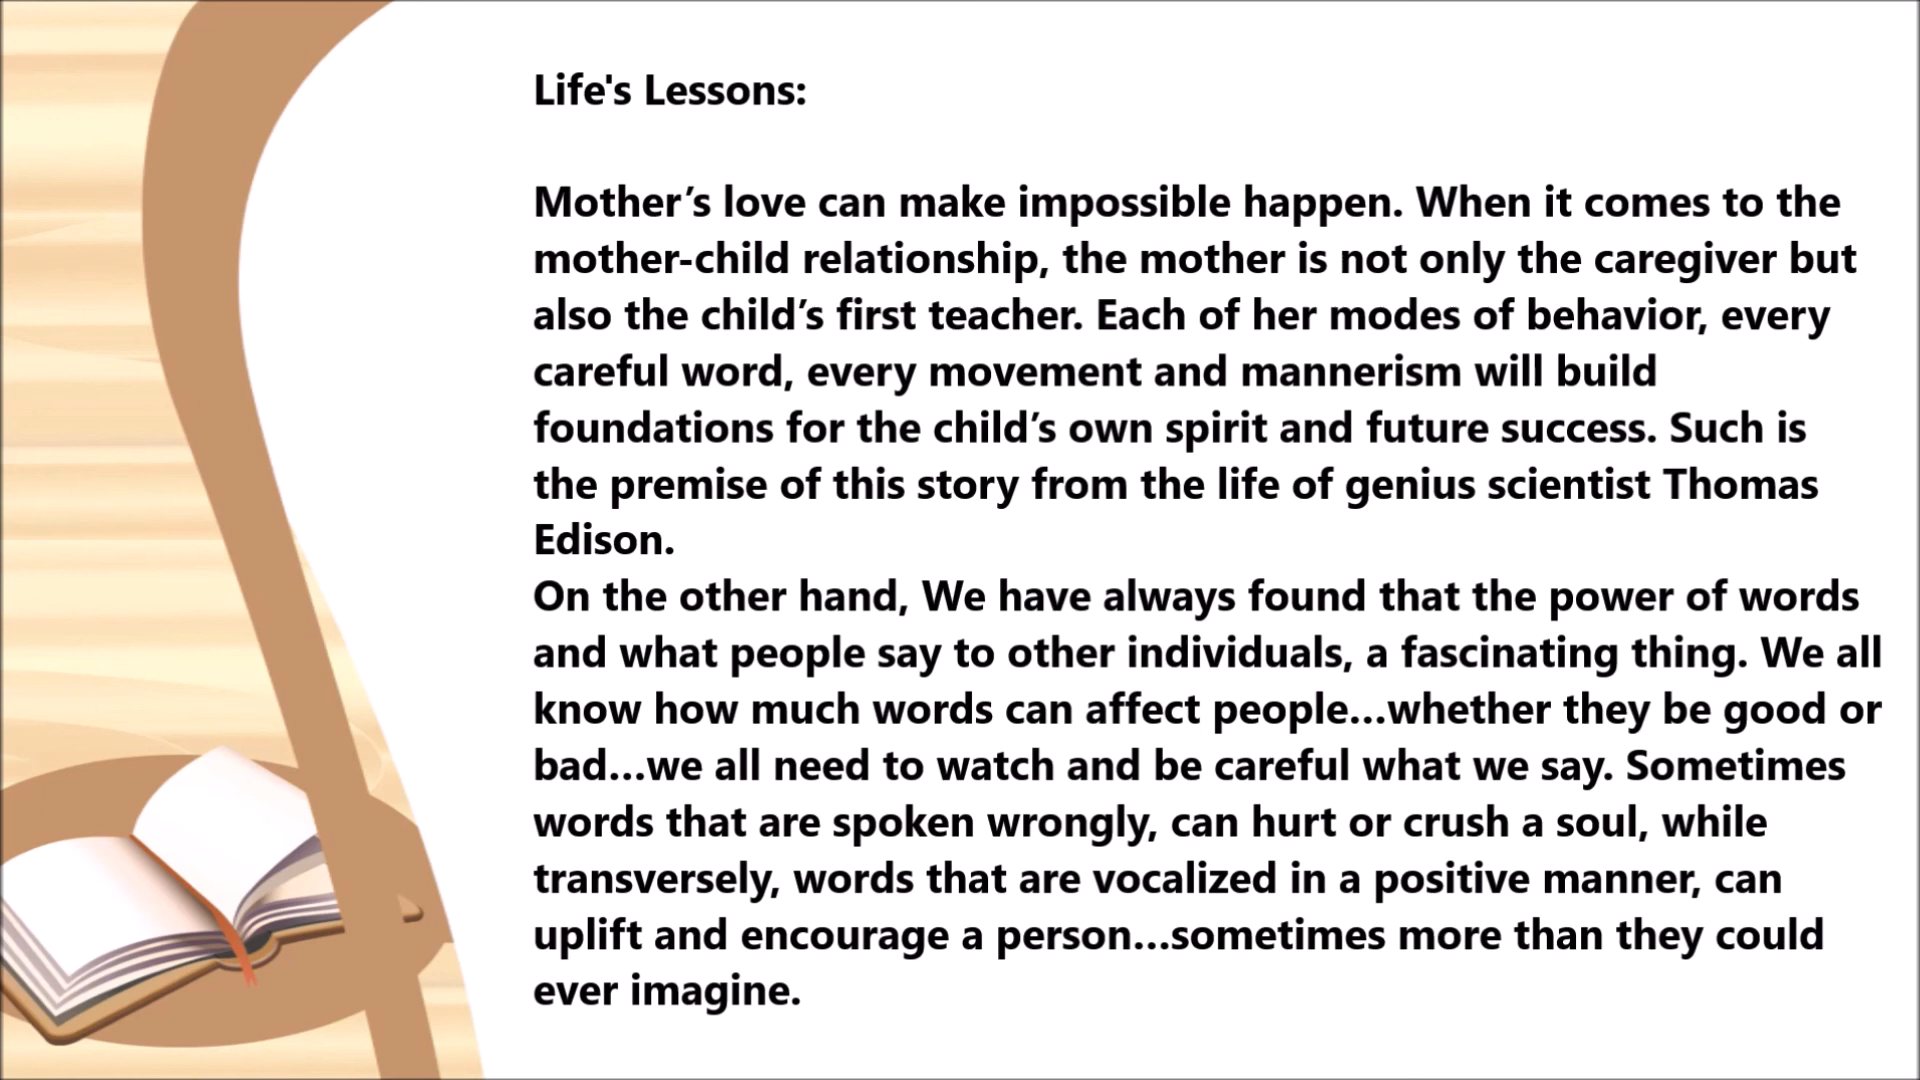 Life's Lessons:
Mother’s love can make impossible happen. When it comes to the
mother-child relationship, the mother is not only the caregiver but
also the child’s first teacher. Each of her modes of behavior, every
careful word, every movement and mannerism will build
foundations for the child’s own spirit and future success. Such is
the premise of this story from the life of genius scientist Thomas
Edison.
On the other hand, We have always found that the power of words
and what people say to other individuals, a fascinating thing. We all
know how much words can affect people…whether they be good or
bad…we all need to watch and be careful what we say. Sometimes
words that are spoken wrongly, can hurt or crush a soul, while
transversely, words that are vocalized in a positive manner, can
uplift and encourage a person…sometimes more than they could
ever imagine.